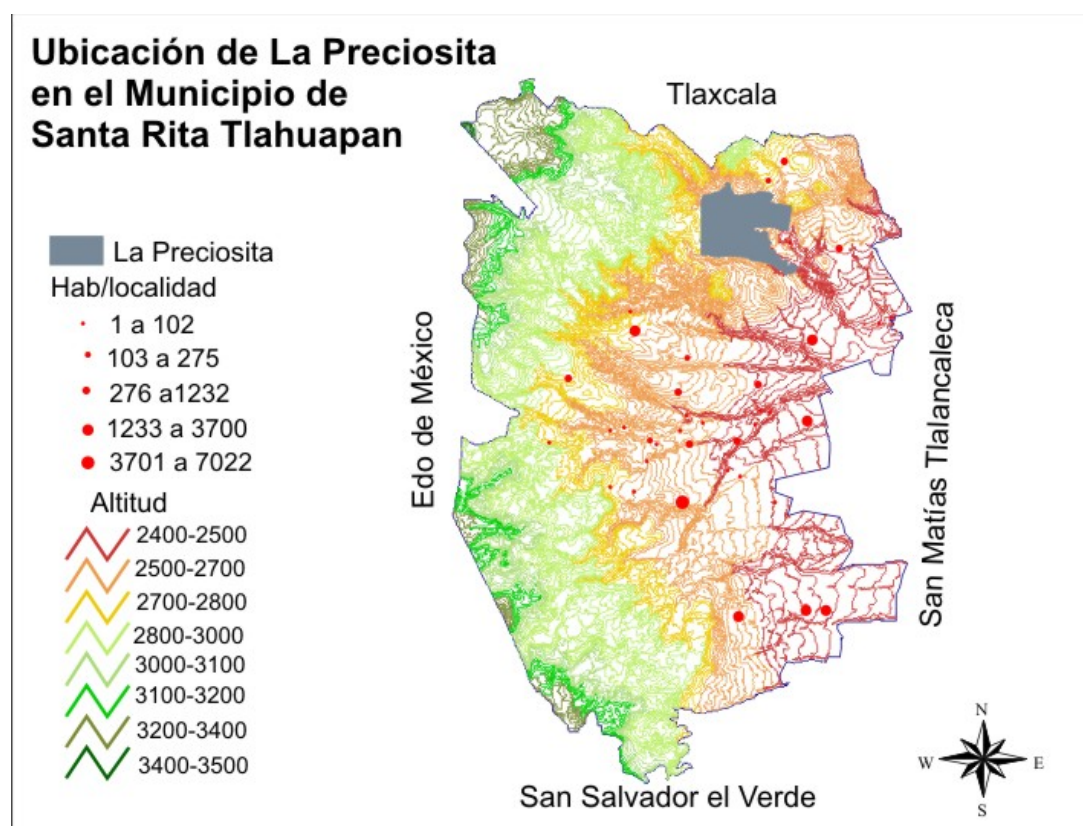 Ubicación de La Preciosita
en el Municipio de
Santa Rita Tlahuapan
Tlaxcala
La Preciosita
Hab/localidad
1 a 102
103 a 275
276 a1232
1233 a 3700
3701 a 7022
Altitud
2400-2500
2500-2700
2700-2800
2800-3000
3000-3100
3100-3200
3200-3400
3400-3500
Edo de México
San Matías Tlalancaleca
San Salvador el Verde
N
W
E
S